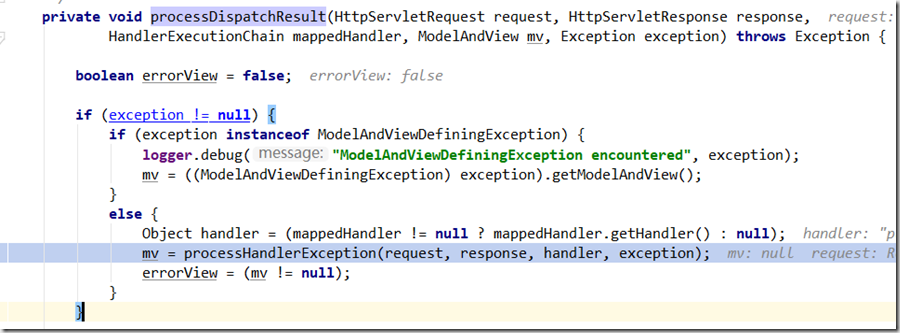 private void processDispatchResult(HttpServletRequest request, HttpServletResponse response, request:
HandlerExecutionChain mappedHandler, ModelAndView mv, Exception exception) throws Exception {
boolean errorView = false; errorView: false
if (exception != null) {
if (exception instanceof ModelAndViewDefiningException) {
logger.debug( message: "ModelAndViewDefiningException encountered", exception);
mv = ((ModelAndViewDefiningException) exception).getModelAndView();
}
else {
Object handler = (mappedHandler != null ? mappedHandler.getHandler() : null); handler: "p
mv = processHandlerException(request, response, handler, exception); mv: null request: R
errorView = (mv != null);
}
}